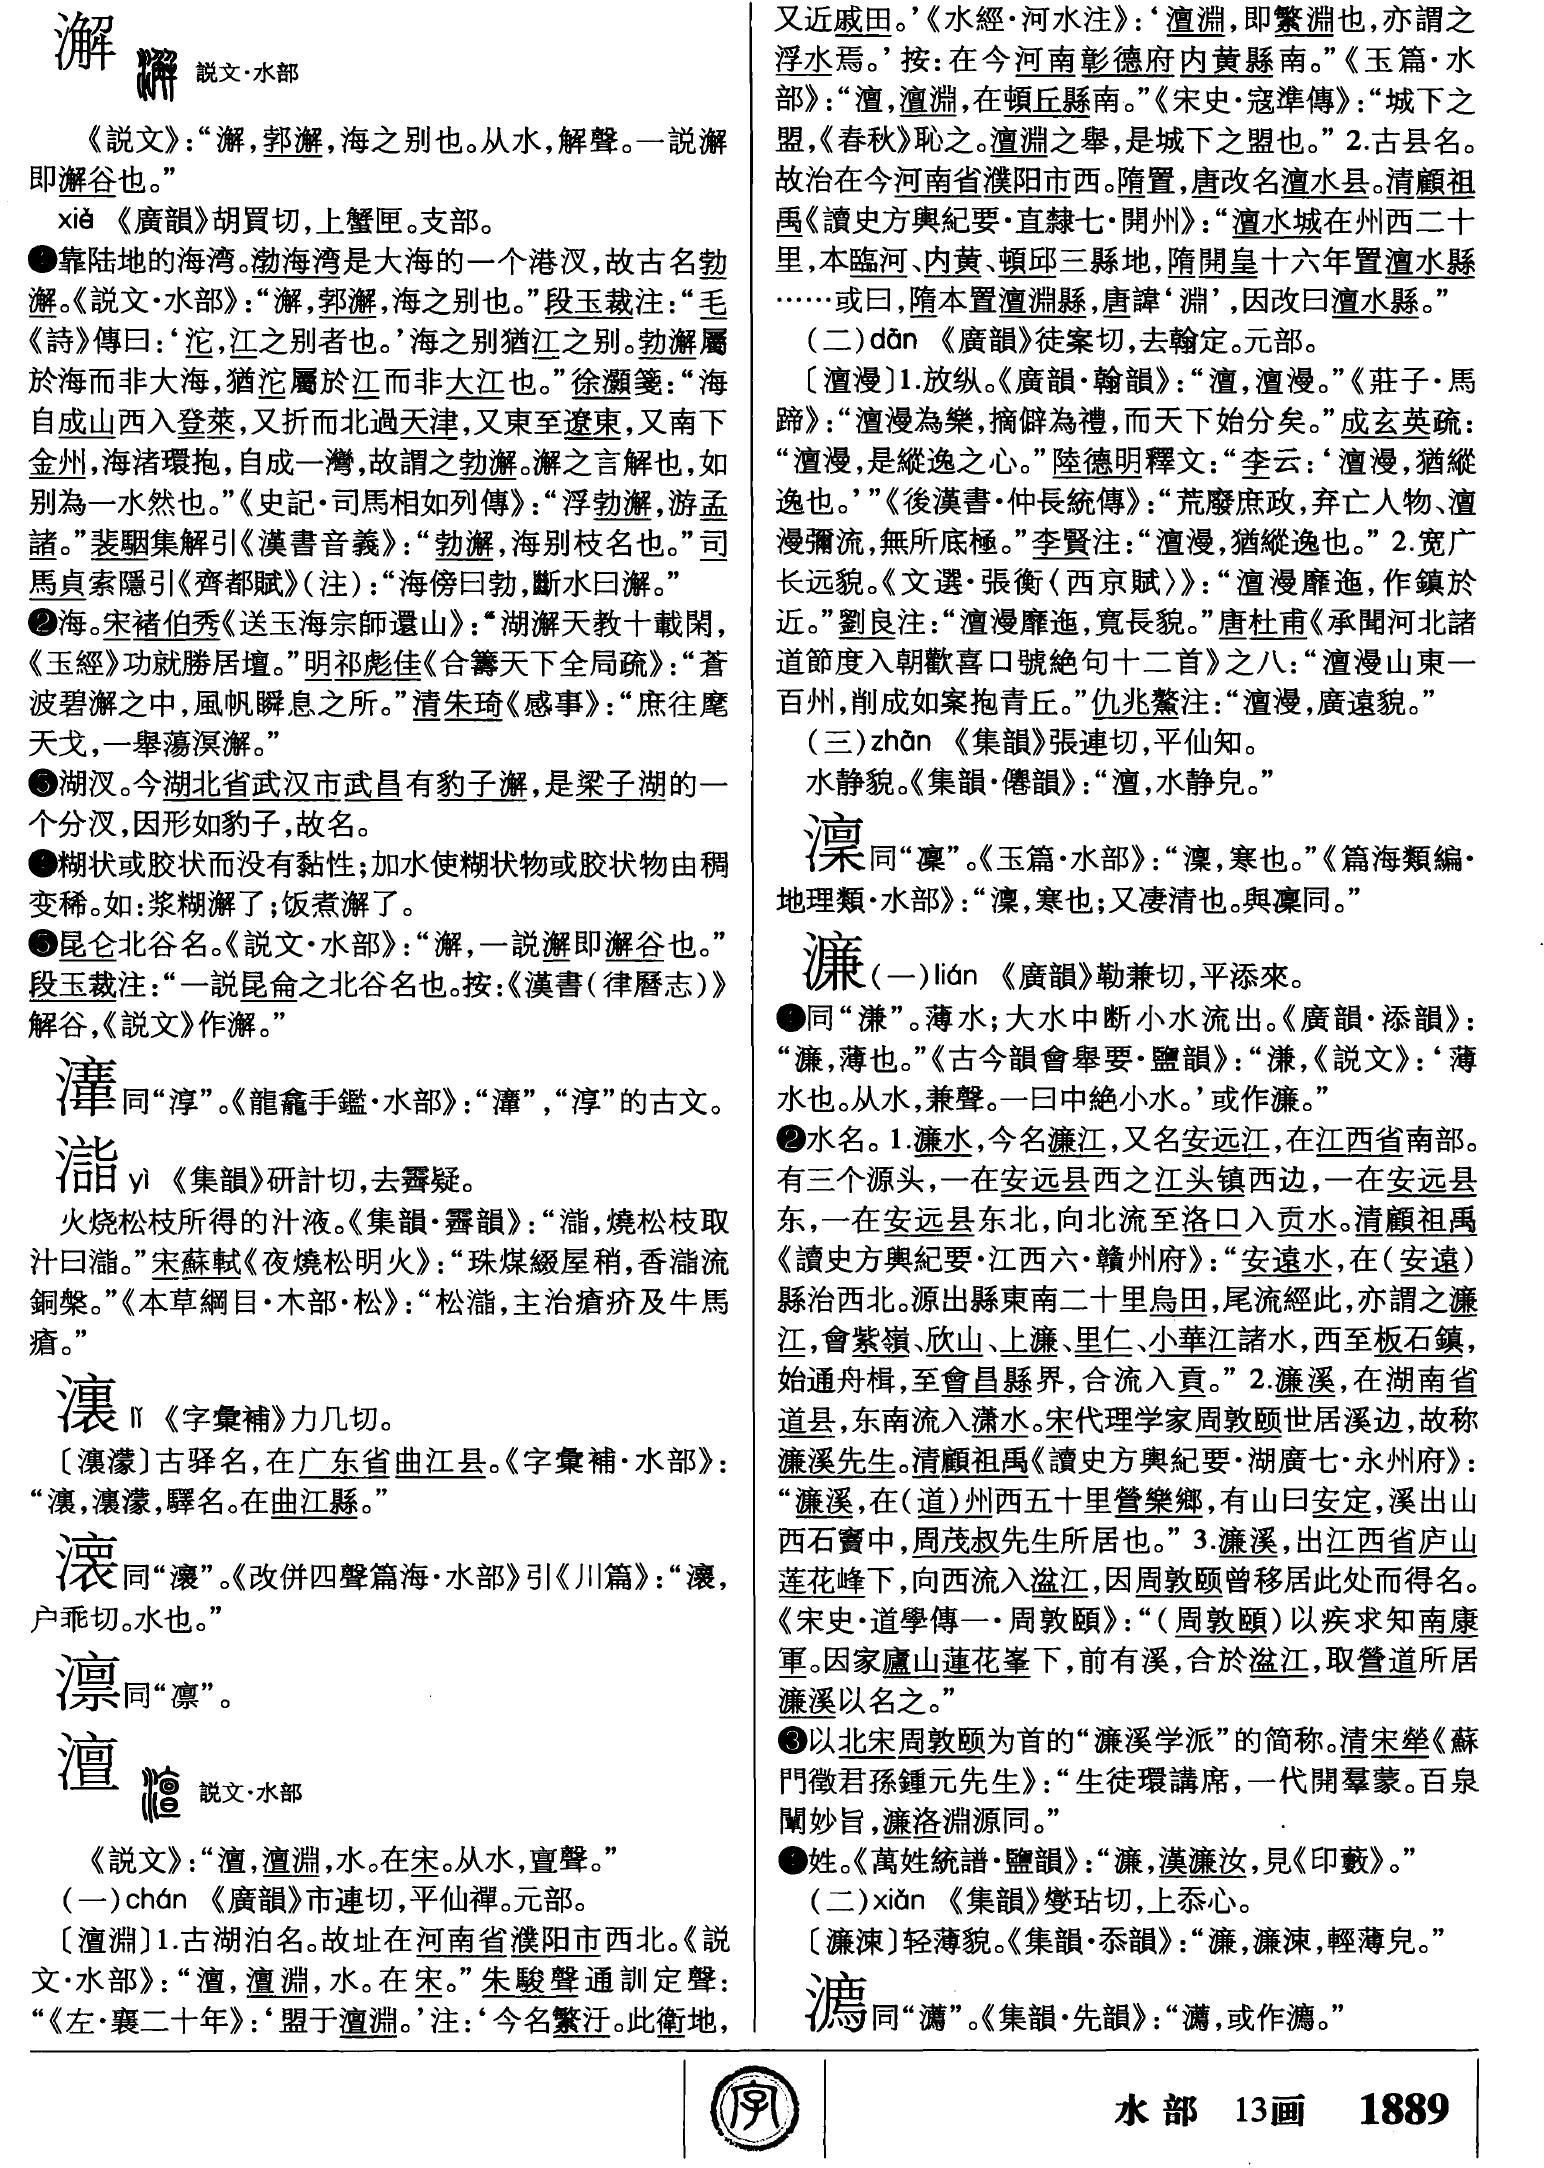 澥 説文·水部
《説文》：“澥，郭澥，海之别也。从水，解聲。一説澥
即澥谷也。”
xiè 《廣韻》胡買切，上蟹匣。支部。
❶靠陆地的海湾。渤海湾是大海的一个港汊，故古名勃
澥。《説文·水部》：“澥，郭澥，海之别也。”段玉裁注：“毛
《詩》傳曰：‘沱，江之别者也。’海之别猶江之别。勃澥屬
於海而非大海，猶沱屬於江而非大江也。”徐灝箋：“海
自成山西入登萊，又折而北過天津，又東至遼東，又南下
金州，海渚環抱，自成一灣，故謂之勃澥。澥之言解也，如
别為一水然也。”《史記·司馬相如列傳》：“浮勃澥，游孟
諸。”裴駰集解引《漢書音義》：“勃澥，海别枝名也。”司
馬貞索隱引《齊都賦》（注）：“海傍曰勃，斷水曰澥。”
❷海。宋褚伯秀《送玉海宗師還山》：“湖澥天教十載閑，
《玉經》功就勝居壇。”明祁彪佳《合籌天下全局疏》：“蒼
波碧澥之中，風帆瞬息之所。”清朱琦《感事》：“庶往麾
天戈，一舉蕩溟澥。”
❸湖汊。今湖北省武汉市武昌有豹子澥，是梁子湖的一
个分汊，因形如豹子，故名。
❹糊状或胶状而没有黏性；加水使糊状物或胶状物由稠
变稀。如：浆糊澥了；饭煮澥了。
❺昆仑北谷名。《説文·水部》：“澥，一説澥即澥谷也。”
段玉裁注：“一説昆侖之北谷名也。按：《漢書（律曆志）》
解谷，《説文》作澥。”
同“淳”。《龍龕手鑑·水部》：“”，“淳”的古文。
yì 《集韻》研計切，去霽疑。
火烧松枝所得的汁液。《集韻·霽韻》：“，燒松枝取
汁曰。”宋蘇軾《夜燒松明火》：“珠煤綴屋稍，香流
銅槃。”《本草綱目·木部·松》：“松，主治瘡疥及牛馬
瘡。”
lǐ 《字彙補》力几切。
〔濛〕古驿名，在广东省曲江县。《字彙補·水部》：
“，濛，驛名。在曲江縣。”
同“瀤”。《改併四聲篇海·水部》引《川篇》：“，
户乖切。水也。”
澟同“凛”。
澶 説文·水部
《説文》：“澶，澶淵，水。在宋。从水，亶聲。”
（一）chán 《廣韻》市連切，平仙禪。元部。
〔澶淵〕1.古湖泊名。故址在河南省濮阳市西北。《説
文·水部》：“澶，澶淵，水。在宋。”朱駿聲通訓定聲：
“《左·襄二十年》：‘盟于澶淵。’注：‘今名繁汙。此衛地，
又近戚田。’《水經·河水注》：‘澶淵，即繁淵也，亦謂之
浮水焉。’按：在今河南彰德府内黄縣南。”《玉篇·水
部》：“澶，澶淵，在頓丘縣南。”《宋史·寇準傳》：“城下之
盟，《春秋》恥之。澶淵之舉，是城下之盟也。” 2.古县名。
故治在今河南省濮阳市西。隋置，唐改名澶水县。清顧祖
禹《讀史方輿紀要·直隸七·開州》：“澶水城在州西二十
里，本臨河、内黄、頓邱三縣地，隋開皇十六年置澶水縣
……或曰，隋本置澶淵縣，唐諱‘淵’，因改曰澶水縣。”
（二）dàn 《廣韻》徒案切，去翰定。元部。
〔澶漫〕1.放纵。《廣韻·翰韻》：“澶，澶漫。”《莊子·馬
蹄》：“澶漫為樂，摘僻為禮，而天下始分矣。”成玄英疏：
“澶漫，是縱逸之心。”陸德明釋文：“李云：‘澶漫，猶縱
逸也。’”《後漢書·仲長統傳》：“荒廢庶政，弃亡人物、澶
漫彌流，無所底極。”李賢注：“澶漫，猶縱逸也。” 2.宽广
长远貌。《文選·張衡〈西京賦〉》：“澶漫靡迤，作鎮於
近。”劉良注：“澶漫靡迤，寬長貌。”唐杜甫《承聞河北諸
道節度入朝歡喜口號絶句十二首》之八：“澶漫山東一
百州，削成如案抱青丘。”仇兆鰲注：“澶漫，廣遠貌。”
（三）zhān 《集韻》張連切，平仙知。
水静貌。《集韻·僊韻》：“澶，水静皃。”
同“凜”。《玉篇·水部》：“，寒也。”《篇海類編·
地理類·水部》：“，寒也；又凄清也。與凜同。”
濂（一）lián 《廣韻》勒兼切，平添來。
❶同“溓”。薄水；大水中断小水流出。《廣韻·添韻》：
“濂，薄也。”《古今韻會舉要·鹽韻》：“溓，《説文》：‘薄
水也。从水，兼聲。一曰中絶小水。’或作濂。”
❷水名。1.濂水，今名濂江，又名安远江，在江西省南部。
有三个源头，一在安远县西之江头镇西边，一在安远县
东，一在安远县东北，向北流至洛口入贡水。清顧祖禹
《讀史方輿紀要·江西六·贛州府》：“安遠水，在（安遠）
縣治西北。源出縣東南二十里烏田，尾流經此，亦謂之濂
江，會紫嶺、欣山、上濂、里仁、小華江諸水，西至板石鎮，
始通舟楫，至會昌縣界，合流入貢。” 2.濂溪，在湖南省
道县，东南流入潇水。宋代理学家周敦颐世居溪边，故称
濂溪先生。清顧祖禹《讀史方輿紀要·湖廣七·永州府》：
“濂溪，在（道）州西五十里營樂鄉，有山曰安定，溪出山
西石竇中，周茂叔先生所居也。” 3.濂溪，出江西省庐山
莲花峰下，向西流入湓江，因周敦颐曾移居此处而得名。
《宋史·道學傳一·周敦頤》：“（周敦頤）以疾求知南康
軍。因家廬山蓮花峯下，前有溪，合於湓江，取營道所居
濂溪以名之。”
❸以北宋周敦颐为首的“濂溪学派”的简称。清宋犖《蘇
門徵君孫鍾元先生》：“生徒環講席，一代開羣蒙。百泉
闡妙旨，濂洛淵源同。”
❹姓。《萬姓統譜·鹽韻》：“濂，漢濂汝，見《印藪》。”
（二）xiǎn 《集韻》燮玷切，上忝心。
〔濂涑〕轻薄貌。《集韻·忝韻》：“濂，濂涑，輕薄皃。”
同“”。《集韻·先韻》：“，或作。”
字
水部 13画 1889